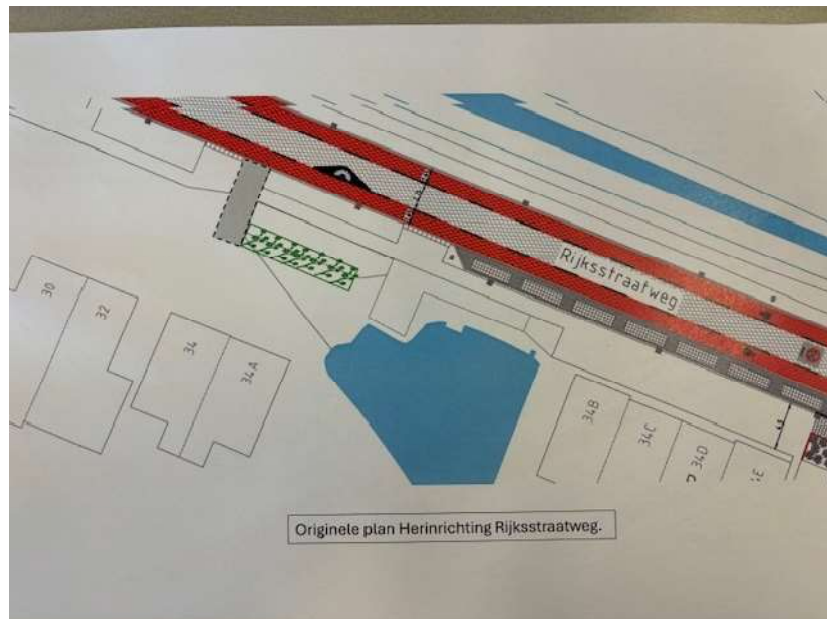 Rijksstraatweg
30
32
34
34A
34B
34C
34D
Originele plan Herinrichting Rijksstraatweg.